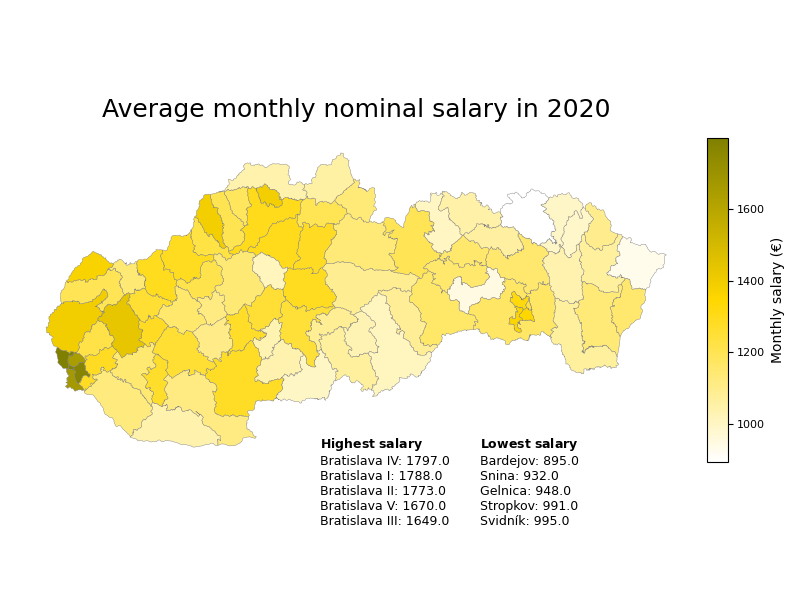 Average monthly nominal salary in 2020
1600
1400
1200
1000
Monthly salary (€)
Highest salary
Bratislava IV: 1797.0
Bratislava I: 1788.0
Bratislava II: 1773.0
Bratislava V: 1670.0
Bratislava III: 1649.0
Lowest salary
Bardejov: 895.0
Snina: 932.0
Gelnica: 948.0
Stropkov: 991.0
Svidník: 995.0